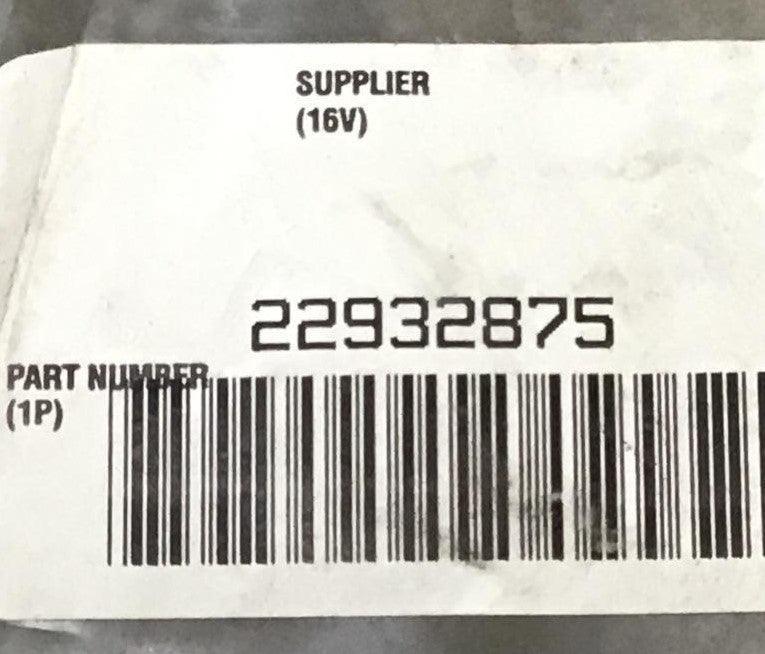 SUPPLIER
(16V)
22932875
PART NUMBER
(1P)